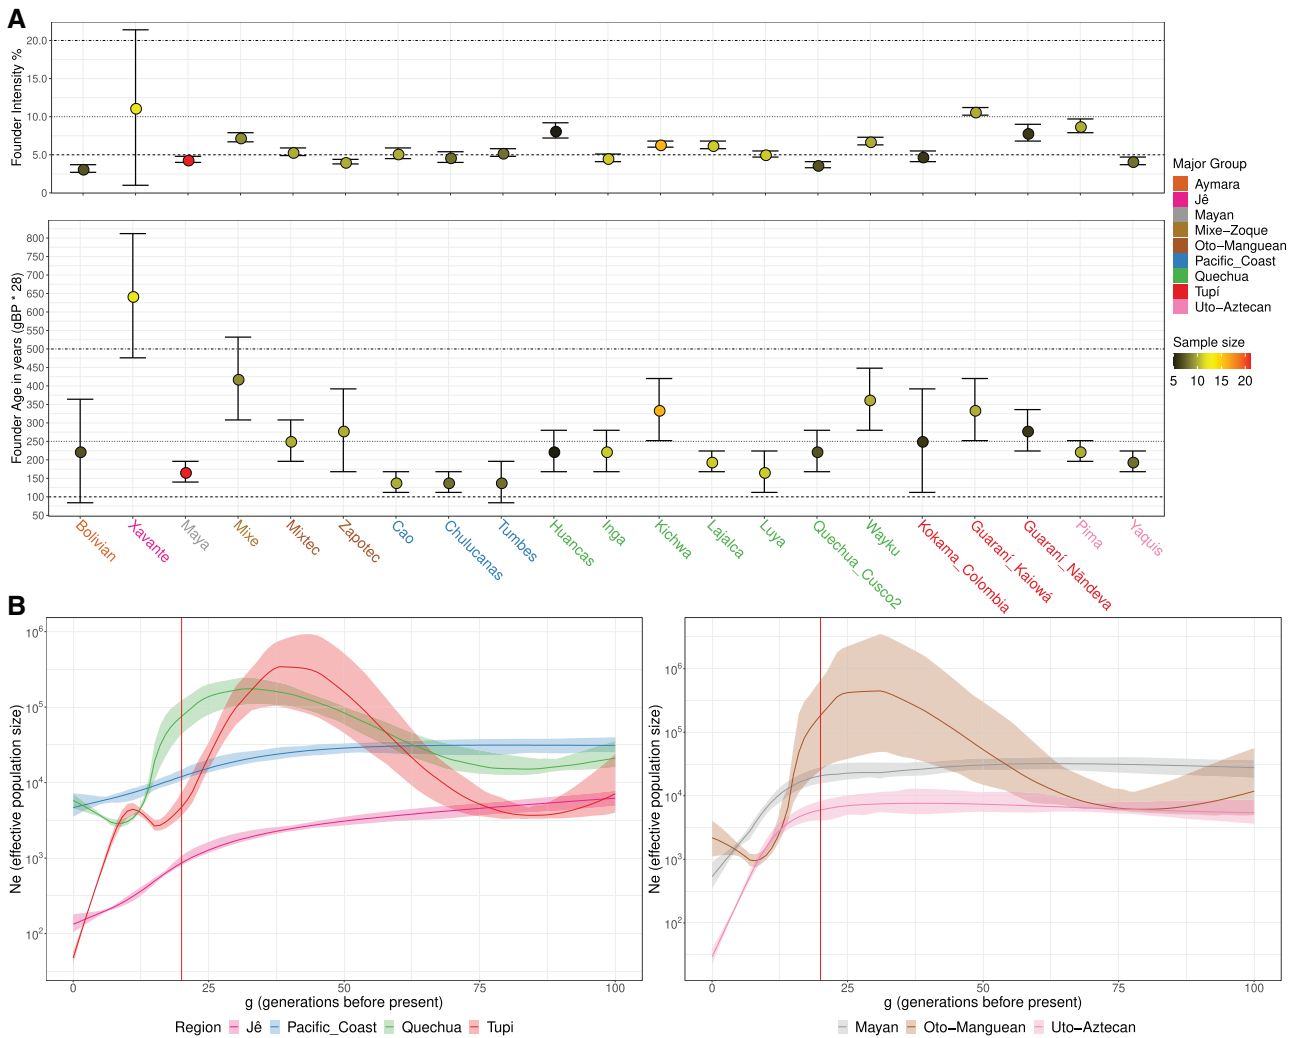 A
Founder Intensity %
20.0
15.0
10.0
5.0
0
Founder Age in years (gBP * 28)
800
750
700
650
600
550
500
450
400
350
300
250
200
150
100
50
Bolivian
Xavante
Maya
Mixe
Mixtec
Zapotec
Cao
Chulucanas
Tumbes
Huancas
Inga
Kichwa
Lajalca
Luya
Quechua_Cusco2
Wayku
Kokama_Colombia
Guaraní_Kaiowá
Guaraní_Nãndeva
Pima
Yaquis
Major Group
Aymara
Jê
Mayan
Mixe−Zoque
Oto−Manguean
Pacific_Coast
Quechua
Tupí
Uto−Aztecan
Sample size
5 10 15 20
B
Ne (effective population size)
10^6
10^5
10^4
10^3
10^2
0 25 50 75 100
g (generations before present)
Region Jê Pacific_Coast Quechua Tupi
Ne (effective population size)
10^6
10^5
10^4
10^3
10^2
0 25 50 75 100
g (generations before present)
Mayan Oto−Manguean Uto−Aztecan